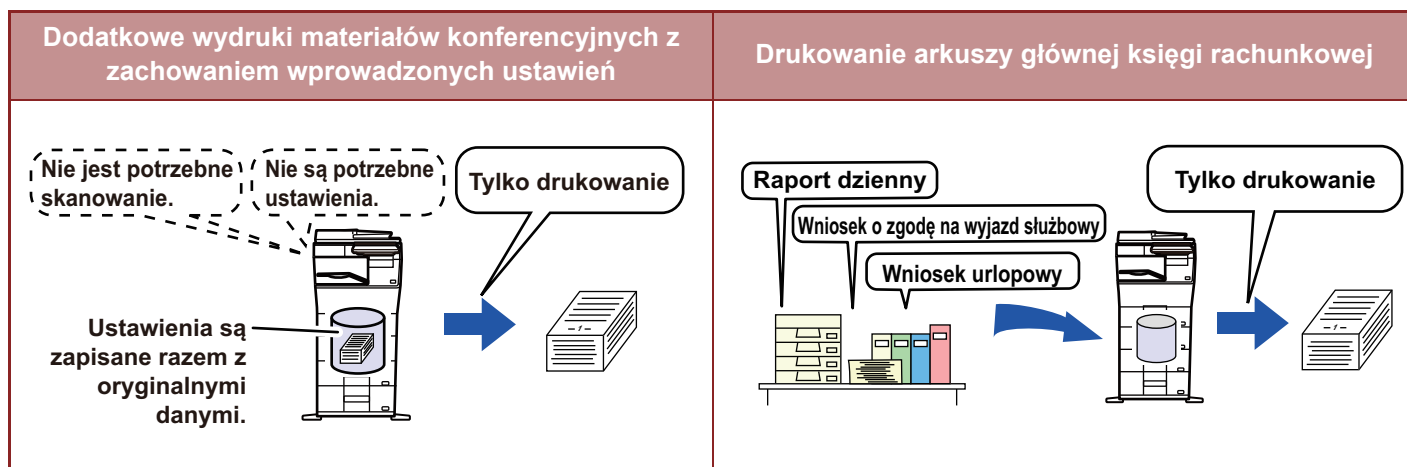 Dodatkowe wydruki materiałów konferencyjnych z
zachowaniem wprowadzonych ustawień
Drukowanie arkuszy głównej księgi rachunkowej
Nie jest potrzebne
skanowanie.
Nie są potrzebne
ustawienia.
Tylko drukowanie
Ustawienia są
zapisane razem z
oryginalnymi
danymi.
–1–
Raport dzienny
Wniosek o zgodę na wyjazd służbowy
Wniosek urlopowy
Tylko drukowanie
–1–